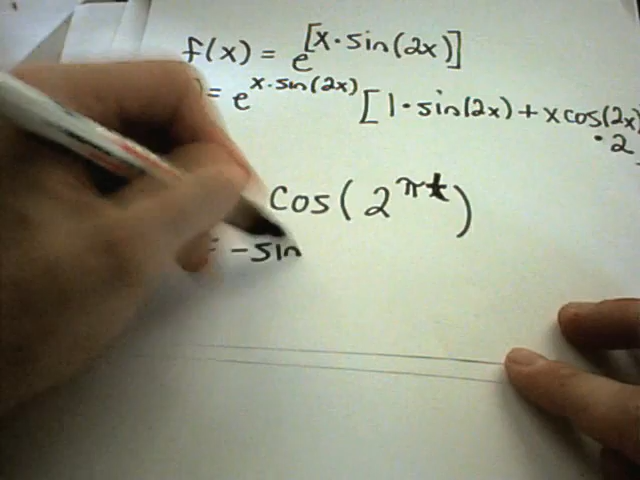 f(x) = e^[x·sin(2x)]
) = e^x·sin(2x) [1·sin(2x) + x cos(2x)
·2
cos(2^πt)
= -sin